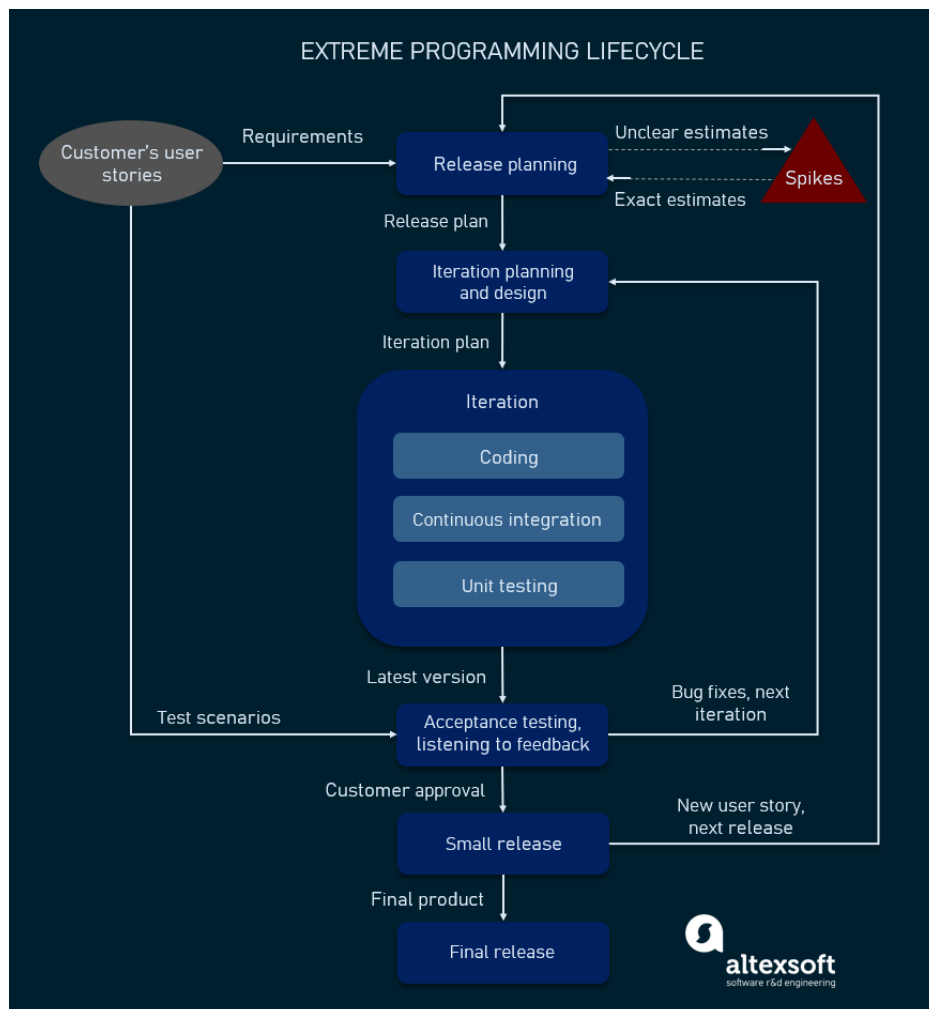 EXTREME PROGRAMMING LIFECYCLE
Customer's user
stories
Requirements
Release planning
Unclear estimates
Spikes
Exact estimates
Release plan
Iteration planning
and design
Iteration plan
Iteration
Coding
Continuous integration
Unit testing
Latest version
Bug fixes, next
iteration
Test scenarios
Acceptance testing,
listening to feedback
Customer approval
New user story,
next release
Small release
Final product
Final release
altexsoft
software r&d engineering